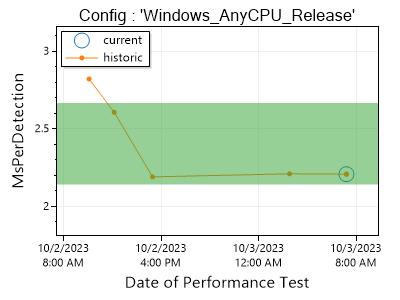 Config : 'Windows_AnyCPU_Release'
current
historic
MsPerDetection
3
2.5
2
10/2/2023 10/2/2023 10/3/2023 10/3/2023
8:00 AM 4:00 PM 12:00 AM 8:00 AM
Date of Performance Test